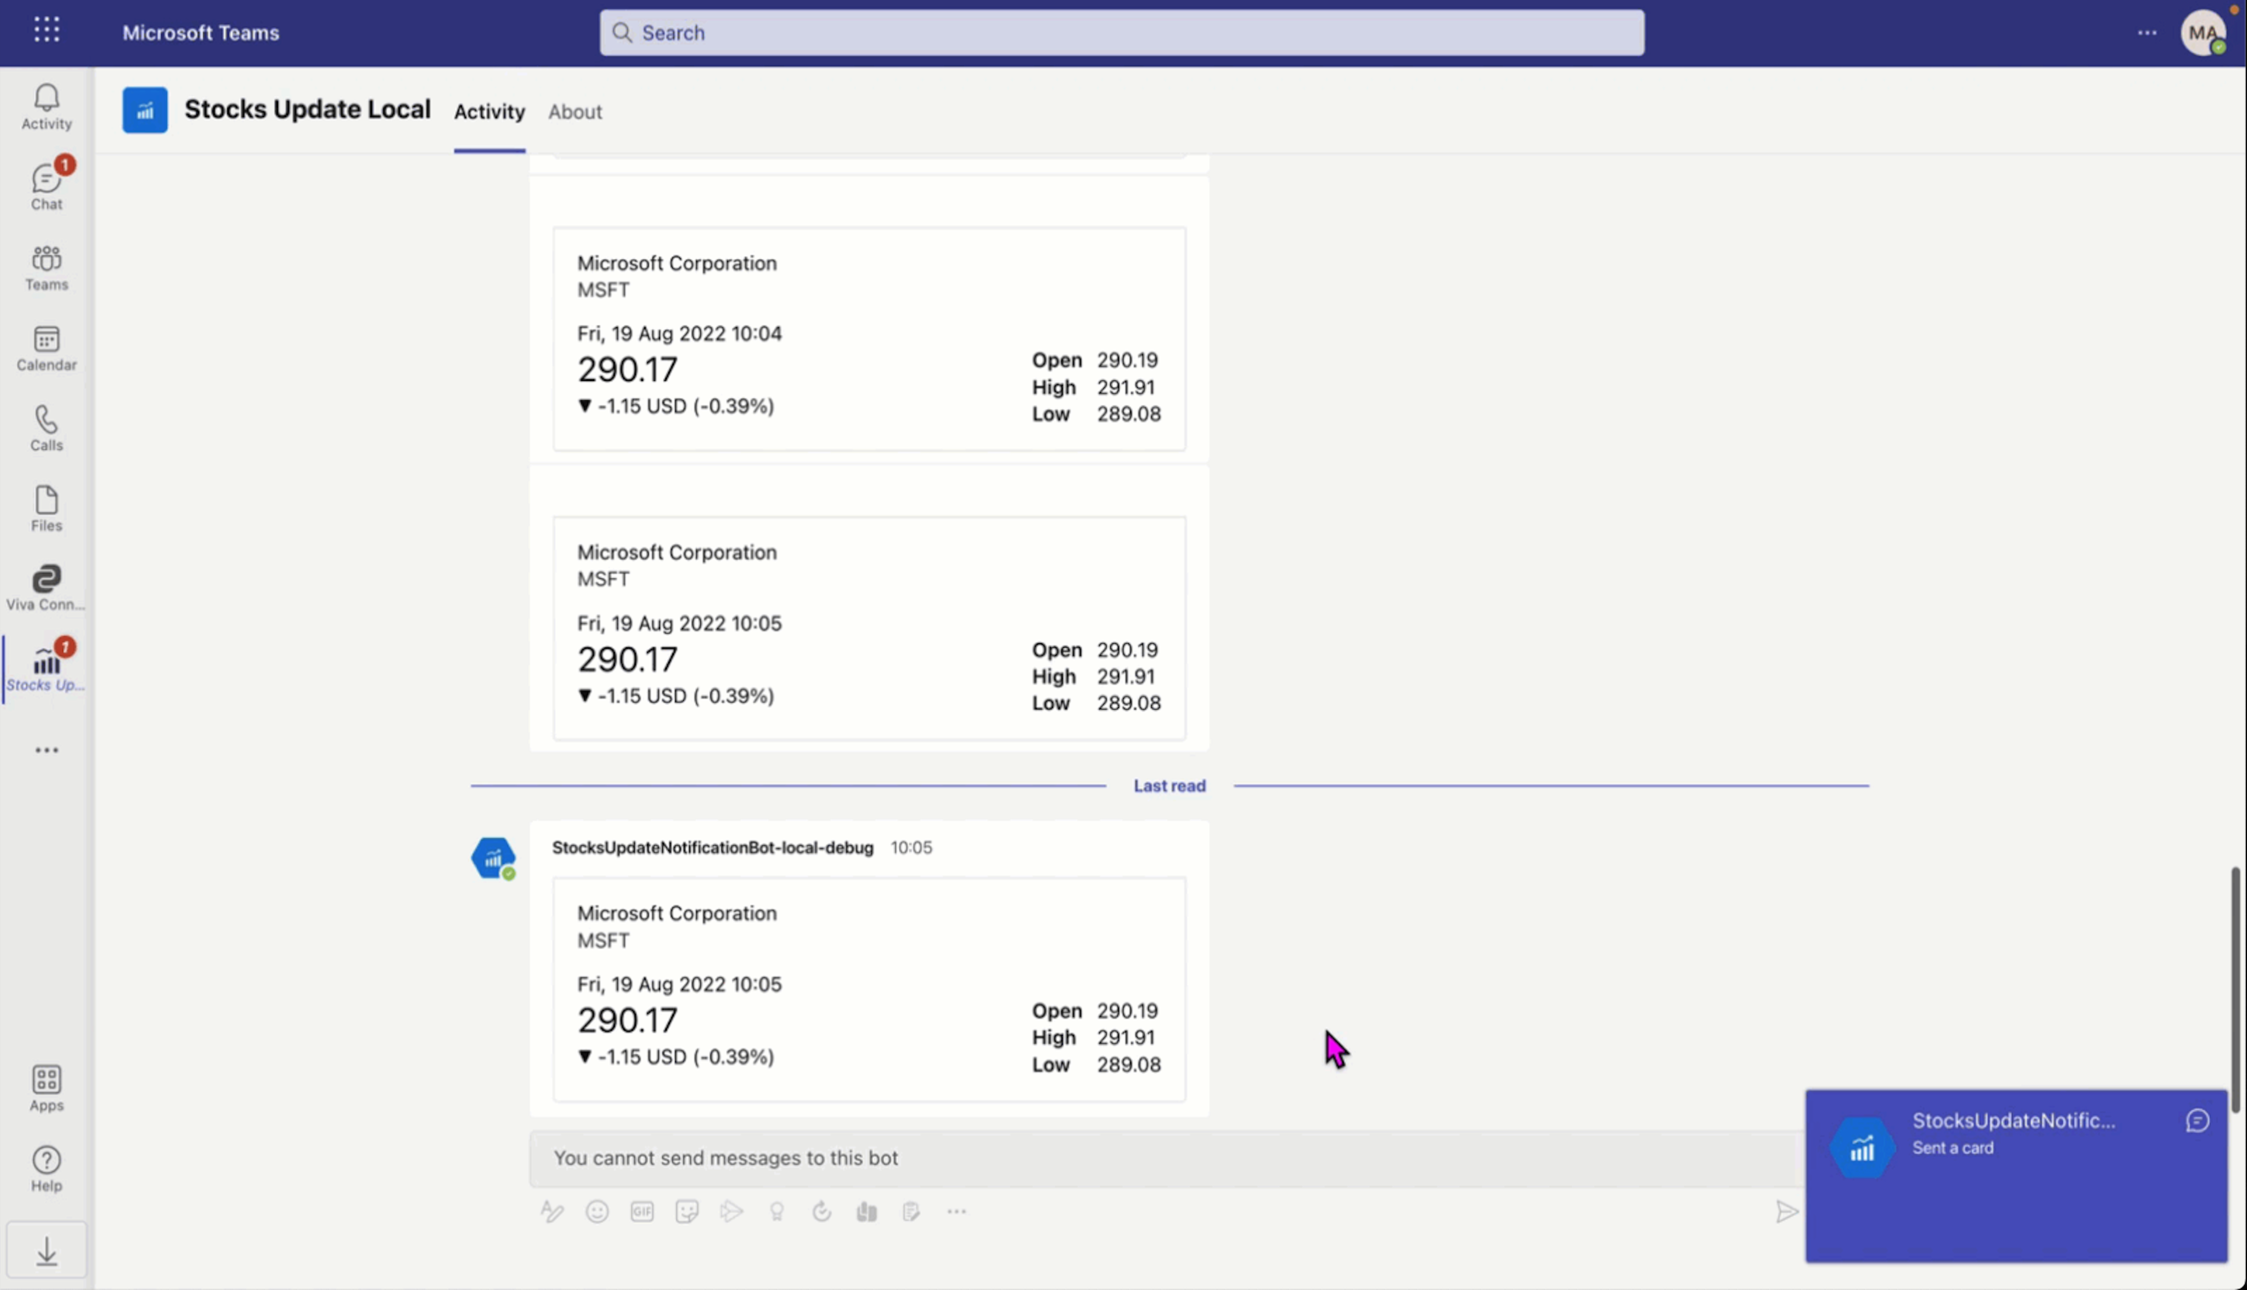 Microsoft Teams
Search
MA
Activity
1
Chat
Teams
Calendar
Calls
Files
Viva Conn...
1
Stocks Up...
Apps
Help
Stocks Update Local
Activity
About
Microsoft Corporation
MSFT
Fri, 19 Aug 2022 10:04
290.17
▼ -1.15 USD (-0.39%)
Open 290.19
High 291.91
Low 289.08
Microsoft Corporation
MSFT
Fri, 19 Aug 2022 10:05
290.17
▼ -1.15 USD (-0.39%)
Open 290.19
High 291.91
Low 289.08
Last read
StocksUpdateNotificationBot-local-debug 10:05
Microsoft Corporation
MSFT
Fri, 19 Aug 2022 10:05
290.17
▼ -1.15 USD (-0.39%)
Open 290.19
High 291.91
Low 289.08
You cannot send messages to this bot
GIF
StocksUpdateNotific...
Sent a card